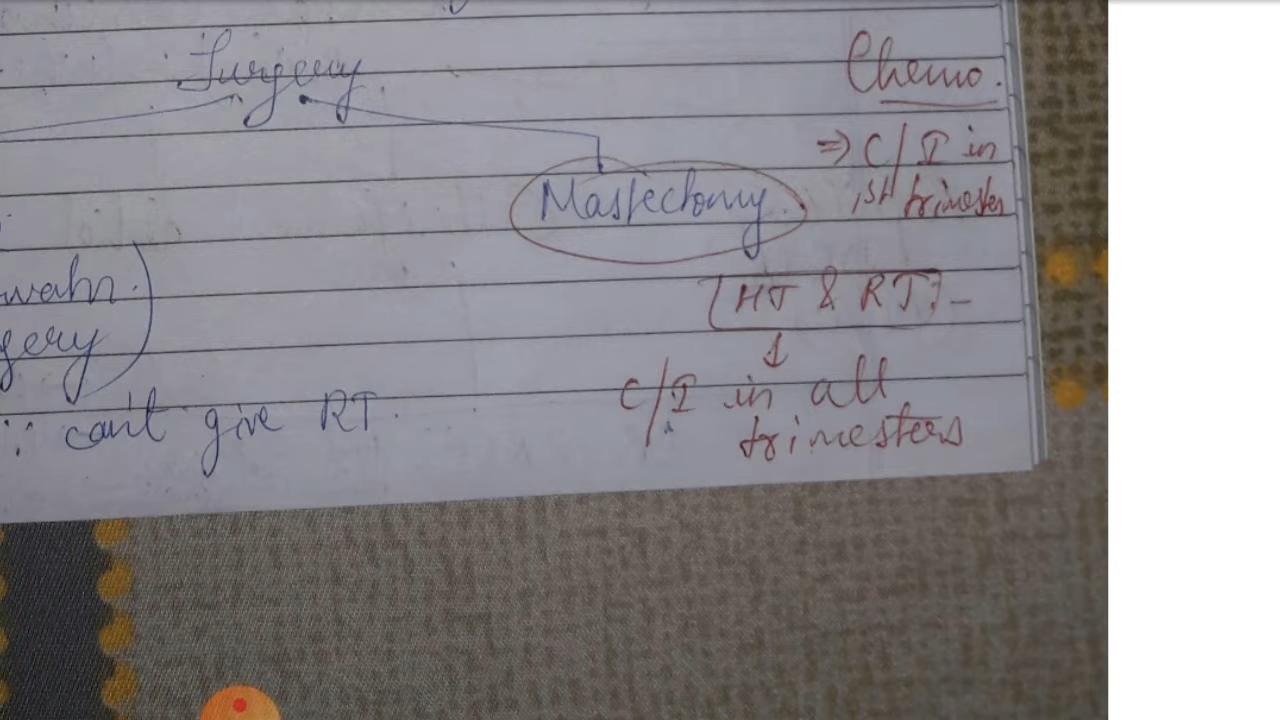 Surgery
Chemo.
⇒ C/I in
1st trimester
Mastectomy.
[HT & RT] -
↓
C/I in all
trimesters
∴ can't give RT.